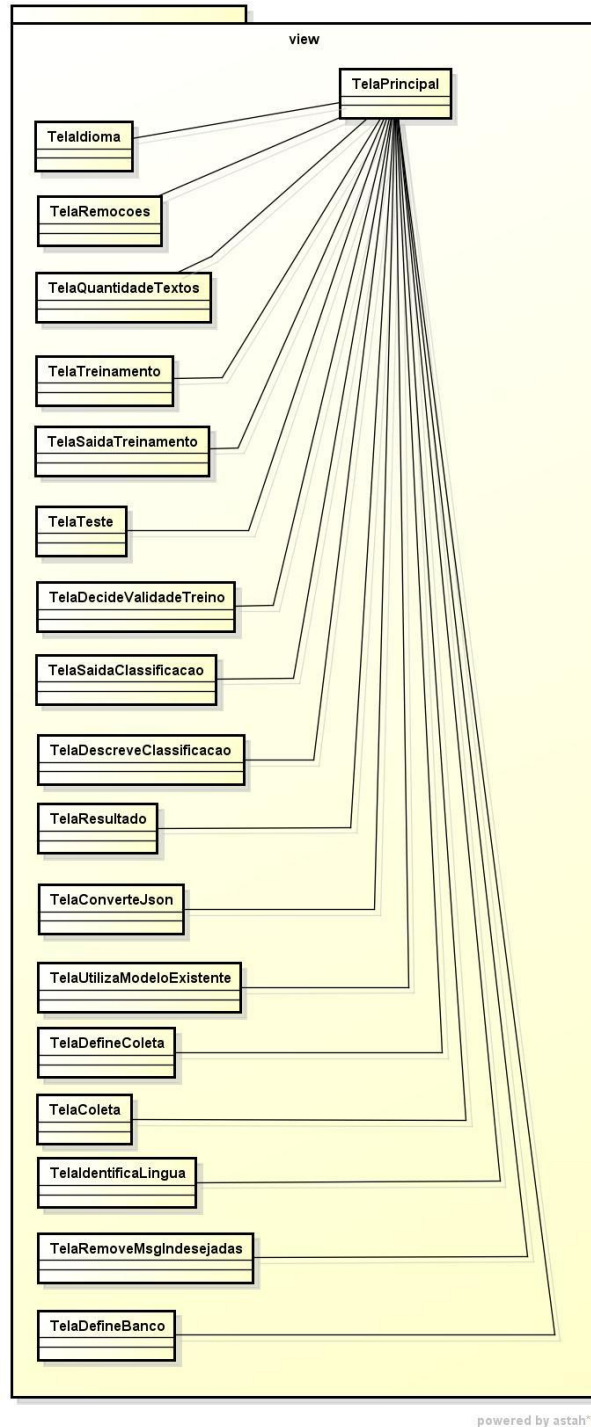 view
TelaPrincipal
TelaIdioma
TelaRemocoes
TelaQuantidadeTextos
TelaTreinamento
TelaSaidaTreinamento
TelaTeste
TelaDecideValidadeTreino
TelaSaidaClassificacao
TelaDescreveClassificacao
TelaResultado
TelaConverteJson
TelaUtilizaModeloExistente
TelaDefineColeta
TelaColeta
TelaIdentificaLingua
TelaRemoveMsgIndesejadas
TelaDefineBanco
powered by astah*